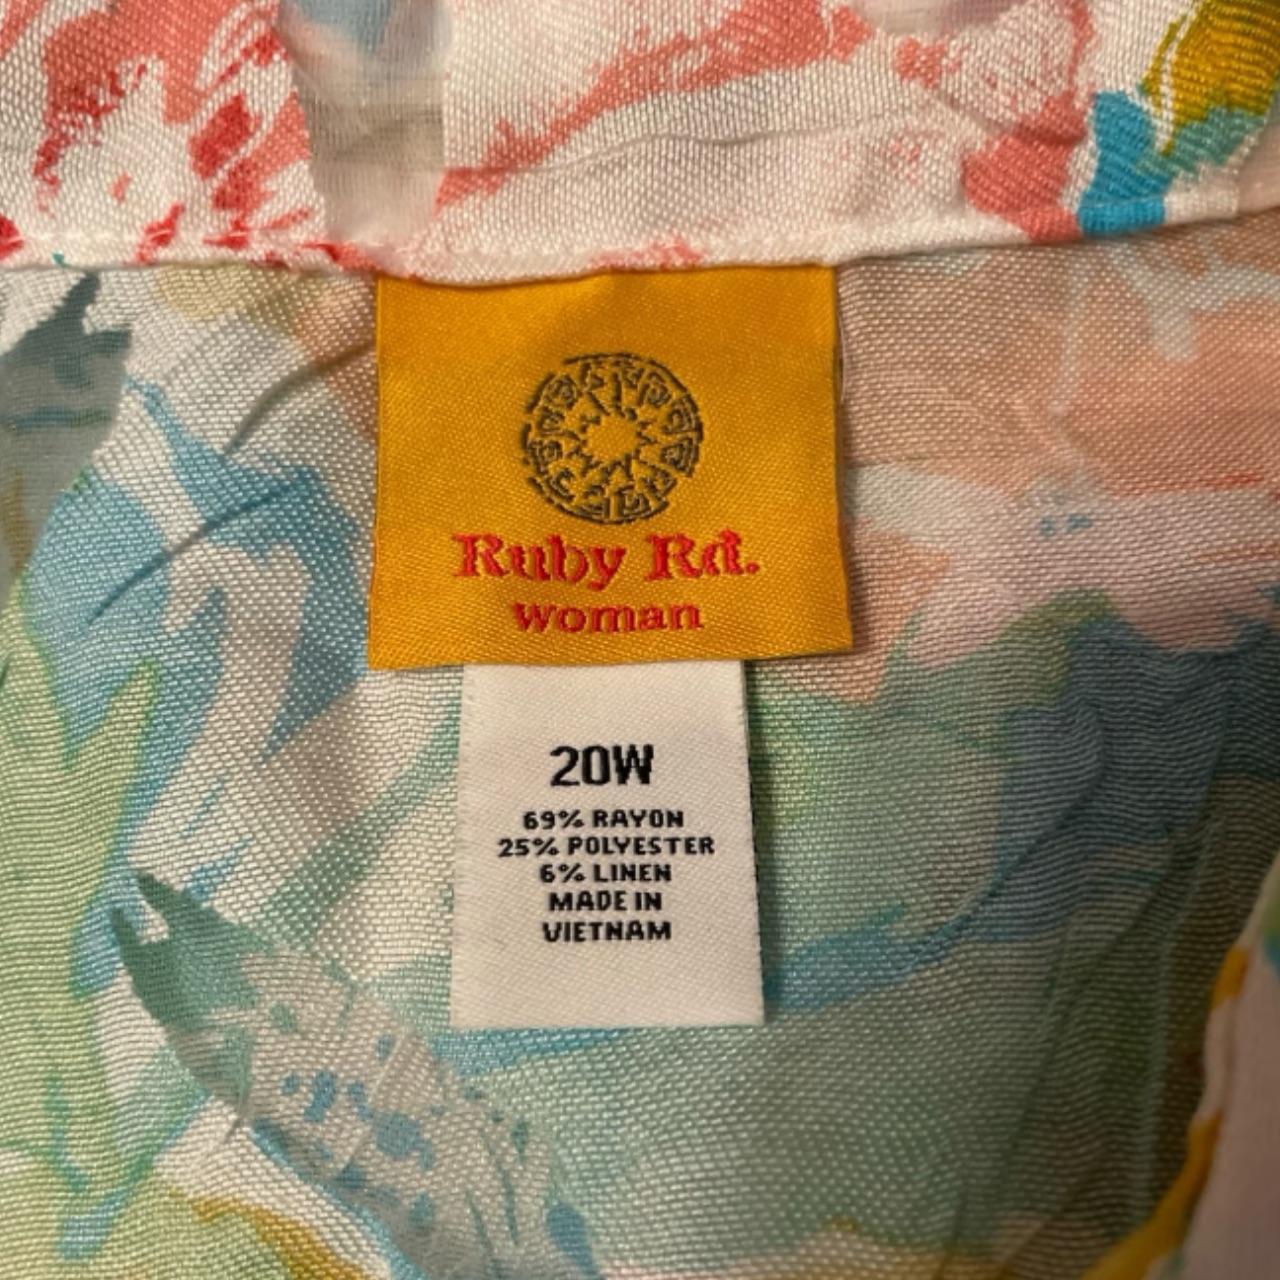 Ruby Rd.
woman
20W
69% RAYON
25% POLYESTER
6% LINEN
MADE IN
VIETNAM